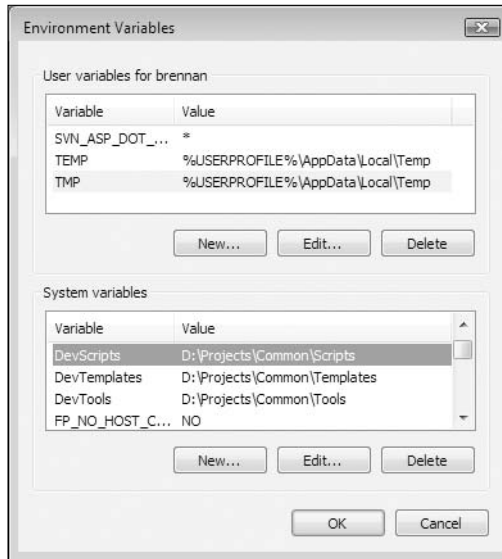 Environment Variables
User variables for brennan
Variable Value
SVN_ASP_DOT_... *
TEMP %USERPROFILE%\AppData\Local\Temp
TMP %USERPROFILE%\AppData\Local\Temp
New... Edit... Delete
System variables
Variable Value
DevScripts D:\Projects\Common\Scripts
DevTemplates D:\Projects\Common\Templates
DevTools D:\Projects\Common\Tools
FP_NO_HOST_C... NO
New... Edit... Delete
OK Cancel